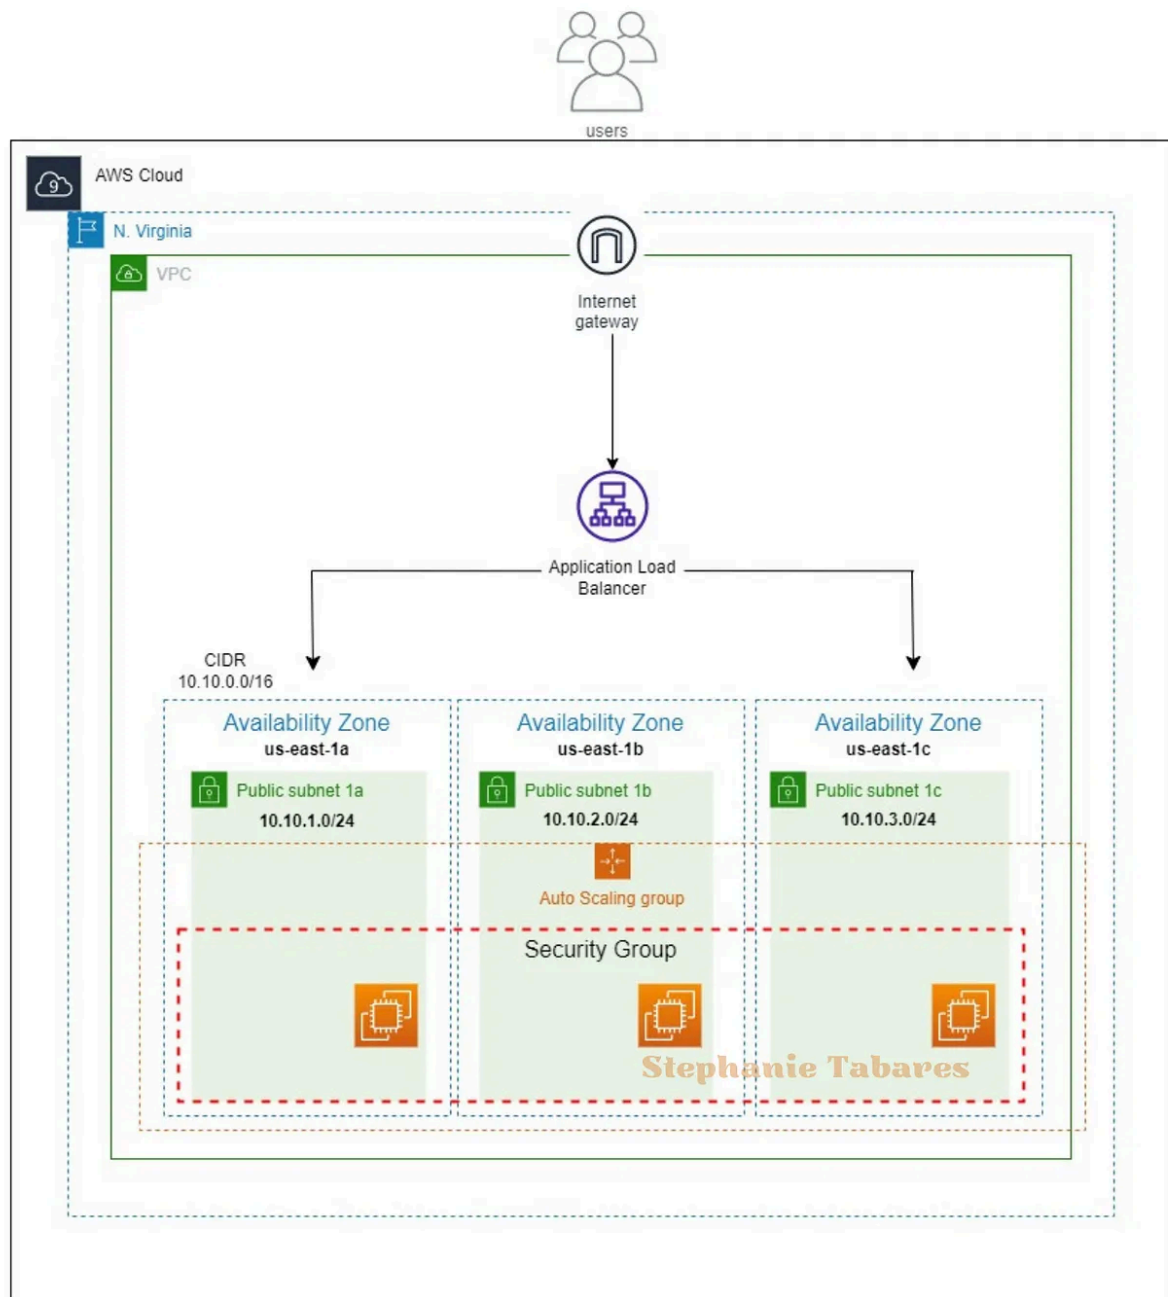 users
AWS Cloud
N. Virginia
VPC
Internet
gateway
Application Load
Balancer
CIDR
10.10.0.0/16
Availability Zone
us-east-1a
Availability Zone
us-east-1b
Availability Zone
us-east-1c
Public subnet 1a
10.10.1.0/24
Public subnet 1b
10.10.2.0/24
Public subnet 1c
10.10.3.0/24
Auto Scaling group
Security Group
Stephanie Tabares